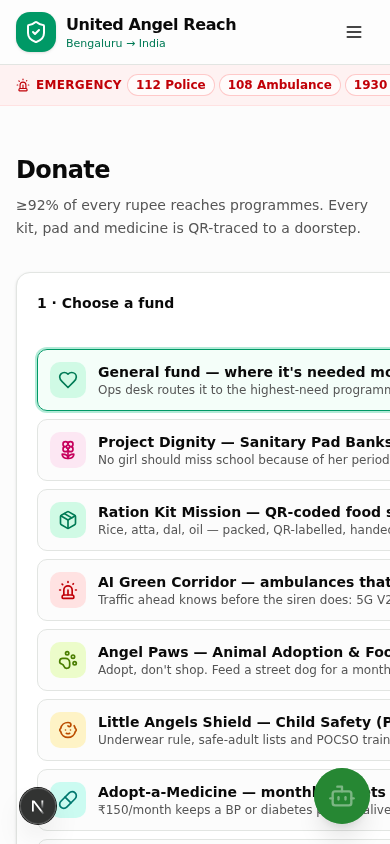 United Angel Reach
Bengaluru → India
EMERGENCY 112 Police 108 Ambulance 1930
Donate
≥92% of every rupee reaches programmes. Every
kit, pad and medicine is QR-traced to a doorstep.
1 · Choose a fund
General fund — where it's needed mo
Ops desk routes it to the highest-need programm
Project Dignity — Sanitary Pad Banks
No girl should miss school because of her period
Ration Kit Mission — QR-coded food s
Rice, atta, dal, oil — packed, QR-labelled, hande
AI Green Corridor — ambulances that
Traffic ahead knows before the siren does: 5G V2
Angel Paws — Animal Adoption & Foo
Adopt, don't shop. Feed a street dog for a month
Little Angels Shield — Child Safety (P
Underwear rule, safe-adult lists and POCSO train
Adopt-a-Medicine — monthl ts
₹150/month keeps a BP or diabetes p alive
N